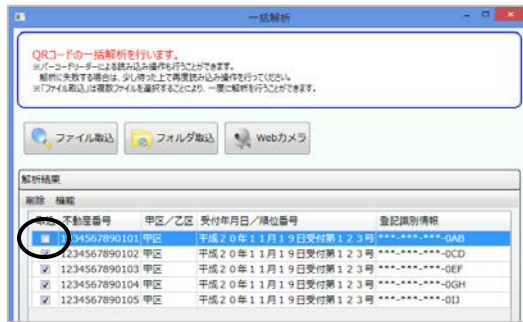 一括解析
QRコードの一括解析を行います。
※バーコードリーダーによる読み込み操作も行うことができます。
解析に失敗する場合は、少し待った上で再度読み込み操作を行ってください。
※「ファイル取込」は複数ファイルを選択することにより、一度に解析を行うことができます。
ファイル取込 フォルダ取込 Webカメラ
解析結果
削除 機能
不動産番号 甲区／乙区 受付年月日／順位番号 登記識別情報
1234567890101 甲区 平成２０年１１月１９日受付第１２３号 ***-***-***-0AB
1234567890102 甲区 平成２０年１１月１９日受付第１２３号 ***-***-***-0CD
1234567890103 甲区 平成２０年１１月１９日受付第１２３号 ***-***-***-0EF
1234567890104 甲区 平成２０年１１月１９日受付第１２３号 ***-***-***-0GH
1234567890105 甲区 平成２０年１１月１９日受付第１２３号 ***-***-***-0IJ